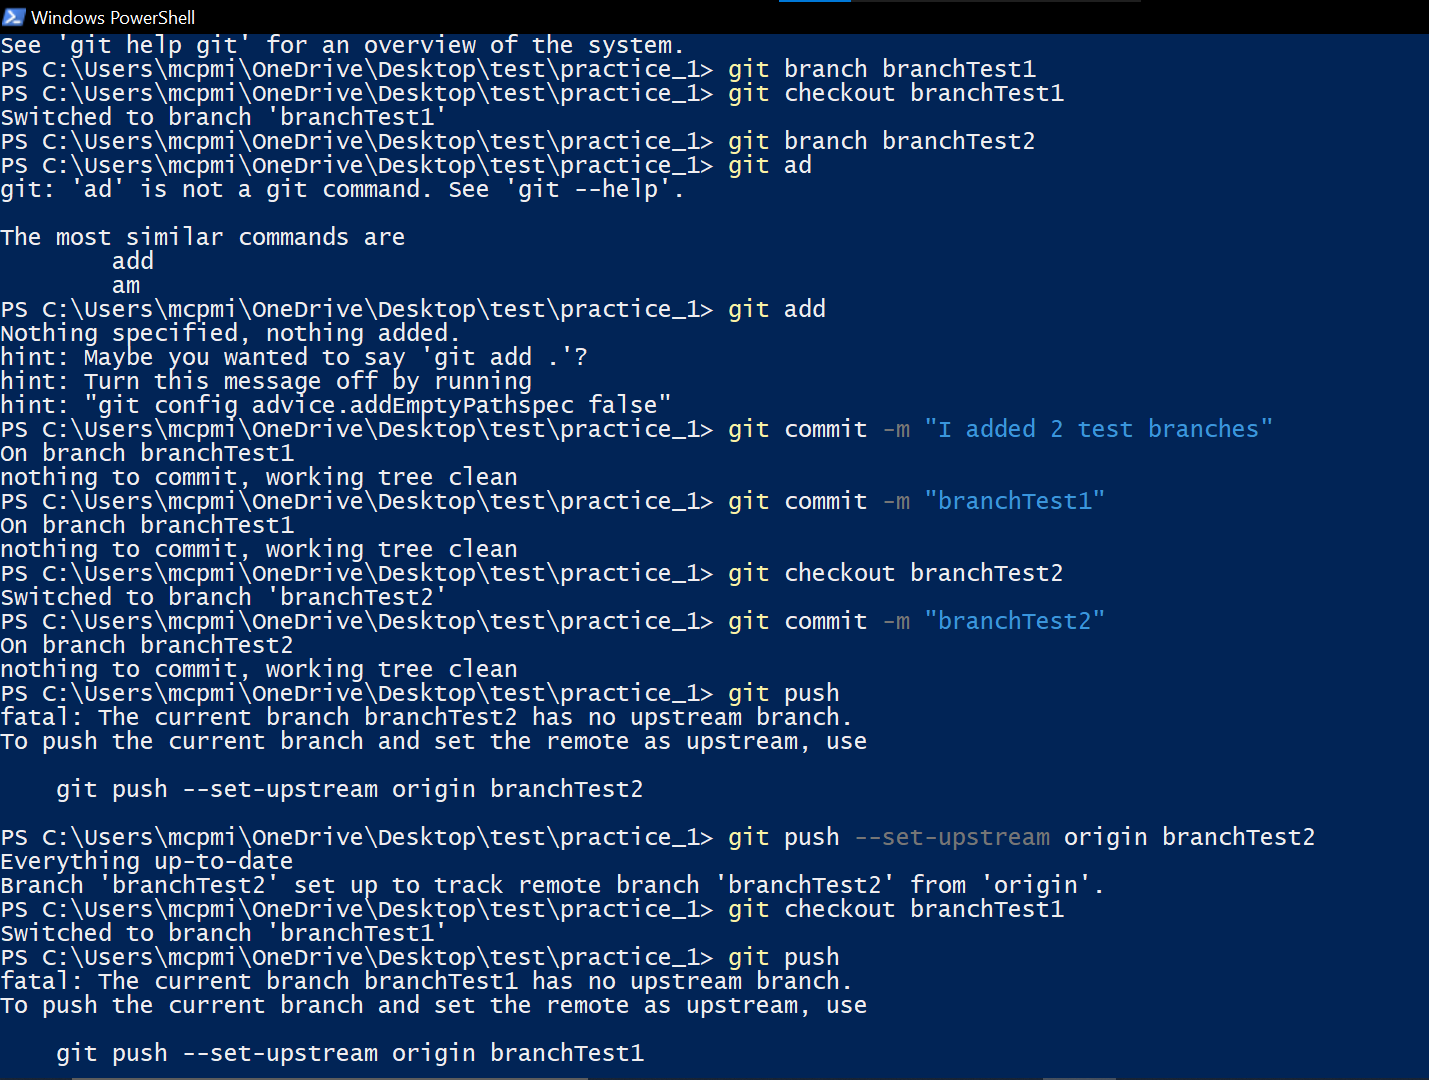 Windows PowerShell
See 'git help git' for an overview of the system.
PS C:\Users\mcpmi\OneDrive\Desktop\test\practice_1> git branch branchTest1
PS C:\Users\mcpmi\OneDrive\Desktop\test\practice_1> git checkout branchTest1
Switched to branch 'branchTest1'
PS C:\Users\mcpmi\OneDrive\Desktop\test\practice_1> git branch branchTest2
PS C:\Users\mcpmi\OneDrive\Desktop\test\practice_1> git ad
git: 'ad' is not a git command. See 'git --help'.

The most similar commands are
        add
        am
PS C:\Users\mcpmi\OneDrive\Desktop\test\practice_1> git add
Nothing specified, nothing added.
hint: Maybe you wanted to say 'git add .'?
hint: Turn this message off by running
hint: "git config advice.addEmptyPathspec false"
PS C:\Users\mcpmi\OneDrive\Desktop\test\practice_1> git commit -m "I added 2 test branches"
On branch branchTest1
nothing to commit, working tree clean
PS C:\Users\mcpmi\OneDrive\Desktop\test\practice_1> git commit -m "branchTest1"
On branch branchTest1
nothing to commit, working tree clean
PS C:\Users\mcpmi\OneDrive\Desktop\test\practice_1> git checkout branchTest2
Switched to branch 'branchTest2'
PS C:\Users\mcpmi\OneDrive\Desktop\test\practice_1> git commit -m "branchTest2"
On branch branchTest2
nothing to commit, working tree clean
PS C:\Users\mcpmi\OneDrive\Desktop\test\practice_1> git push
fatal: The current branch branchTest2 has no upstream branch.
To push the current branch and set the remote as upstream, use

    git push --set-upstream origin branchTest2

PS C:\Users\mcpmi\OneDrive\Desktop\test\practice_1> git push --set-upstream origin branchTest2
Everything up-to-date
Branch 'branchTest2' set up to track remote branch 'branchTest2' from 'origin'.
PS C:\Users\mcpmi\OneDrive\Desktop\test\practice_1> git checkout branchTest1
Switched to branch 'branchTest1'
PS C:\Users\mcpmi\OneDrive\Desktop\test\practice_1> git push
fatal: The current branch branchTest1 has no upstream branch.
To push the current branch and set the remote as upstream, use

    git push --set-upstream origin branchTest1